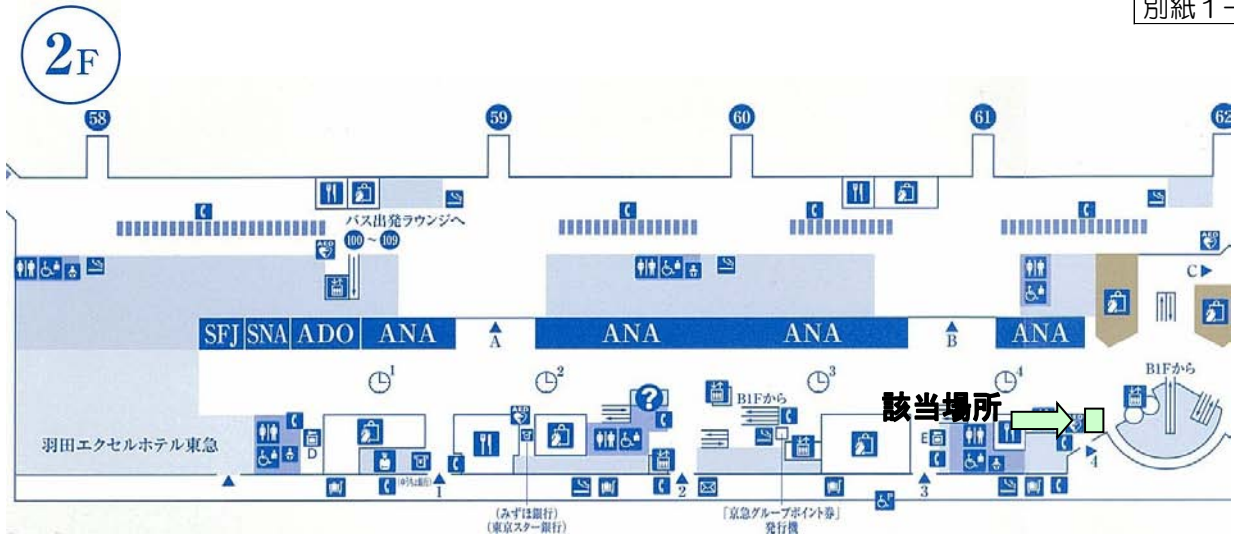 別紙１－
2F
58
59
60
61
62
バス出発ラウンジへ
100 ～ 109
AED
AED
C
SFJ
SNA
ADO
ANA
A
ANA
ANA
B
ANA
1
2
3
4
B1Fから
B1Fから
該当場所
羽田エクセルホテル東急
D
AED
E
4
1
2
3
P
(みずほ銀行)
(東京スター銀行)
「京急グループポイント券」
発行機